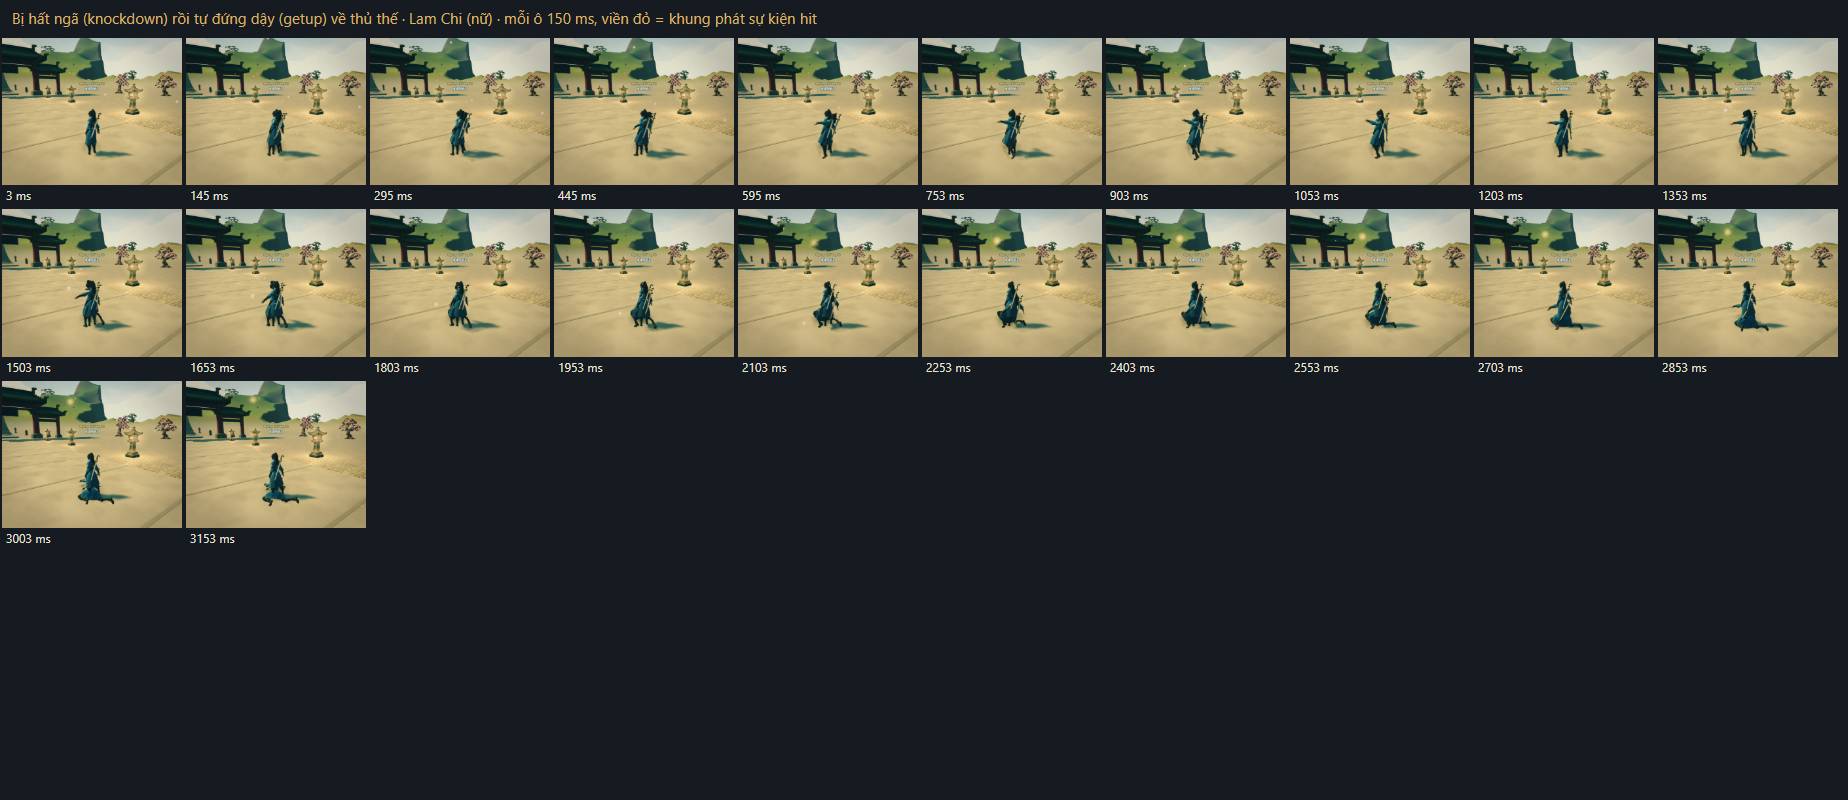 Bị hất ngã (knockdown) rồi tự đứng dậy (getup) về thủ thế · Lam Chi (nữ) · mỗi ô 150 ms, viền đỏ = khung phát sự kiện hit
3 ms
145 ms
295 ms
445 ms
595 ms
753 ms
903 ms
1053 ms
1203 ms
1353 ms
1503 ms
1653 ms
1803 ms
1953 ms
2103 ms
2253 ms
2403 ms
2553 ms
2703 ms
2853 ms
3003 ms
3153 ms